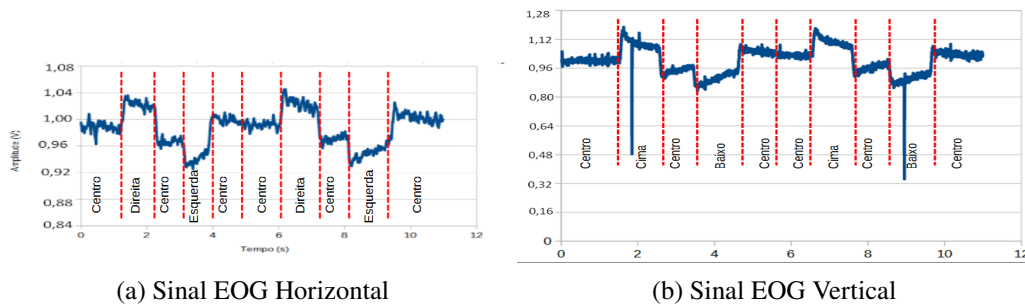 1,08
1,04
1,00
0,96
0,92
0,88
0,84
Amplitude (V)
Centro
Direita
Centro
Esquerda
Centro
Centro
Direita
Centro
Esquerda
Centro
0 2 4 6 8 10 12
Tempo (s)
(a) Sinal EOG Horizontal
1,28
1,12
0,96
0,80
0,64
0,48
0,32
0,16
0
Centro
Cima
Centro
Baixo
Centro
Centro
Cima
Centro
Baixo
Centro
0 2 4 6 8 10 12
(b) Sinal EOG Vertical